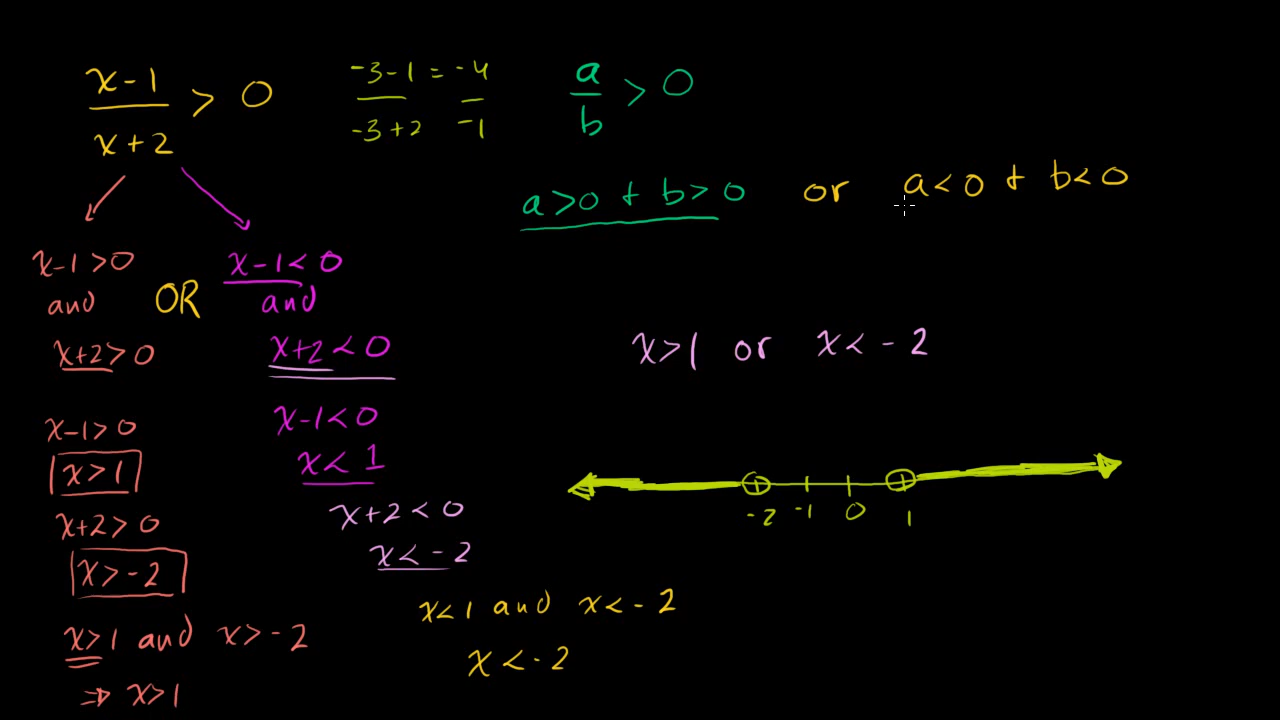 x-1
x+2 > 0
-3-1 = -4
-3+2 -1
a
b > 0
a>0 + b>0 or a<0 + b<0
x-1>0
and
x+2>0
OR
x-1<0
and
x+2<0
x-1>0
x>1
x+2>0
x>-2
x>1 and x>-2
⇒ x>1
x-1<0
x<1
x+2<0
x<-2
x<1 and x<-2
x<-2
x>1 or x<-2
-2 -1 0 1